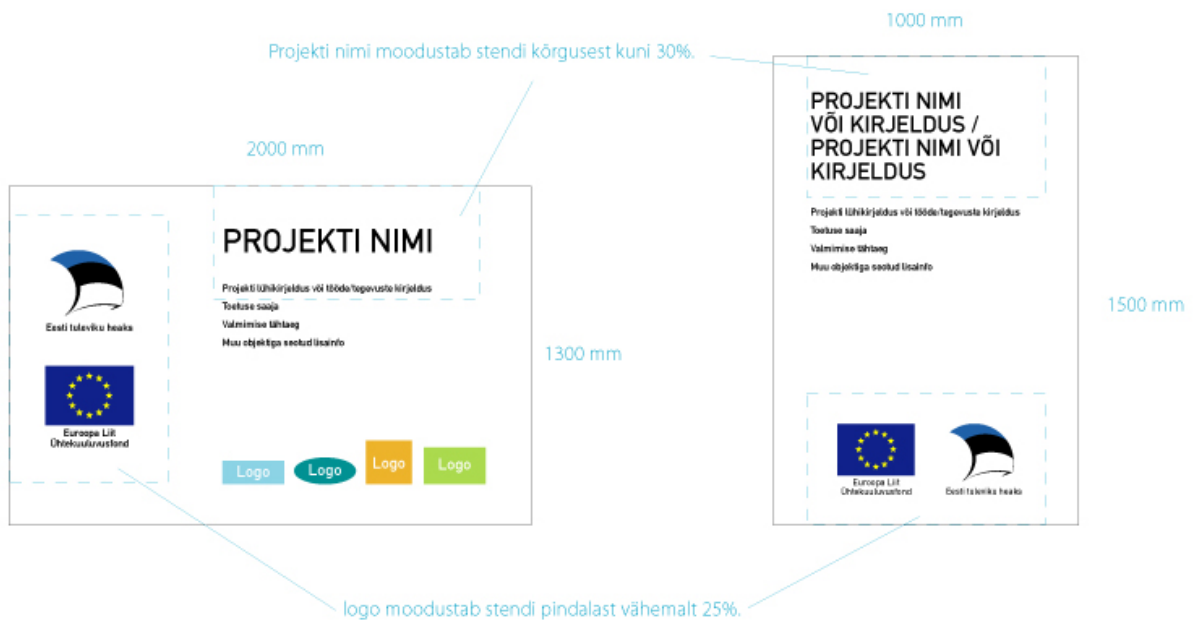 1000 mm
Projekti nimi moodustab stendi kõrgusest kuni 30%.
2000 mm
PROJEKTI NIMI
Projekti lühikirjeldus või tööde/tegevuste kirjeldus
Toetuse saaja
Valmimise tähtaeg
Muu objektiga seotud lisainfo
Eesti tuleviku heaks
Euroopa Liit
Ühtekuuluvusfond
Logo
Logo
Logo
Logo
1300 mm
PROJEKTI NIMI
VÕI KIRJELDUS /
PROJEKTI NIMI VÕI
KIRJELDUS
Projekti lühikirjeldus või tööde/tegevuste kirjeldus
Toetuse saaja
Valmimise tähtaeg
Muu objektiga seotud lisainfo
1500 mm
Euroopa Liit
Ühtekuuluvusfond
Eesti tuleviku heaks
logo moodustab stendi pindalast vähemalt 25%.